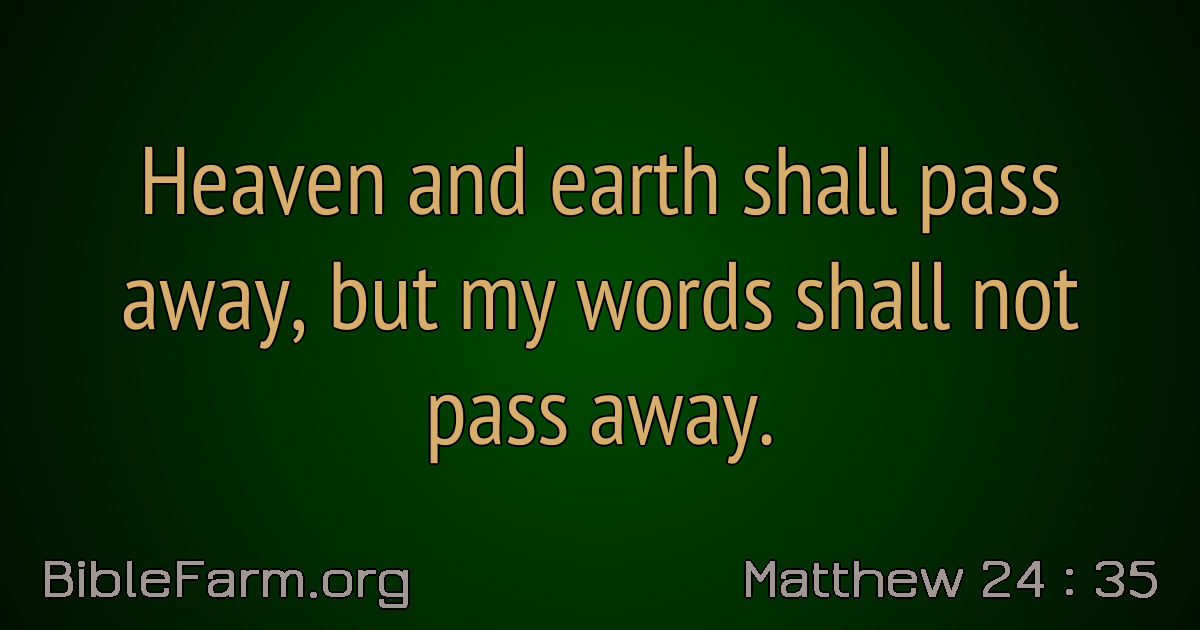 Heaven and earth shall pass
away, but my words shall not
pass away.
BibleFarm.org
Matthew 24 : 35